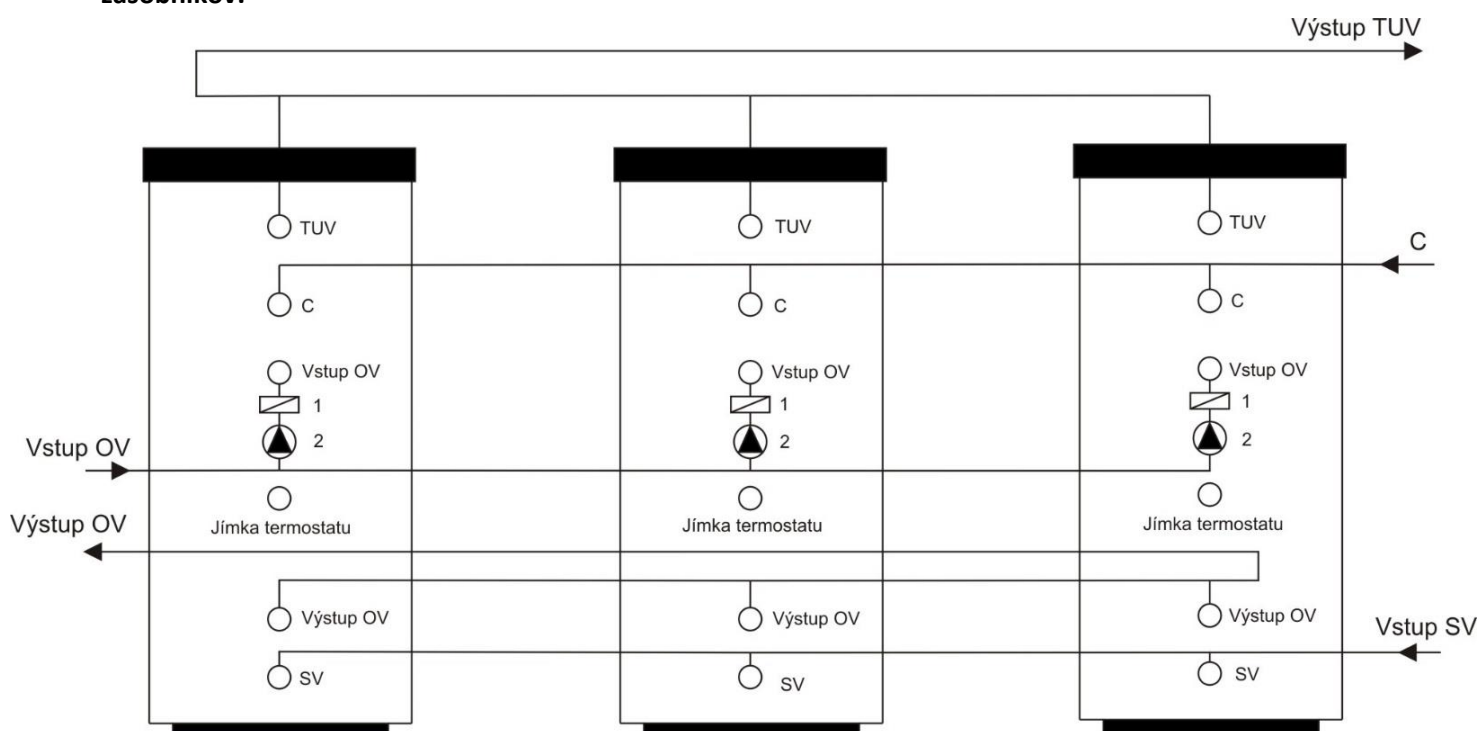 zásobníkov.
Výstup TUV
TUV
TUV
TUV
C
C
C
C
Vstup OV
Vstup OV
Vstup OV
1
1
1
2
2
2
Vstup OV
Jímka termostatu
Jímka termostatu
Jímka termostatu
Výstup OV
Výstup OV
Výstup OV
Výstup OV
Vstup SV
SV
SV
SV